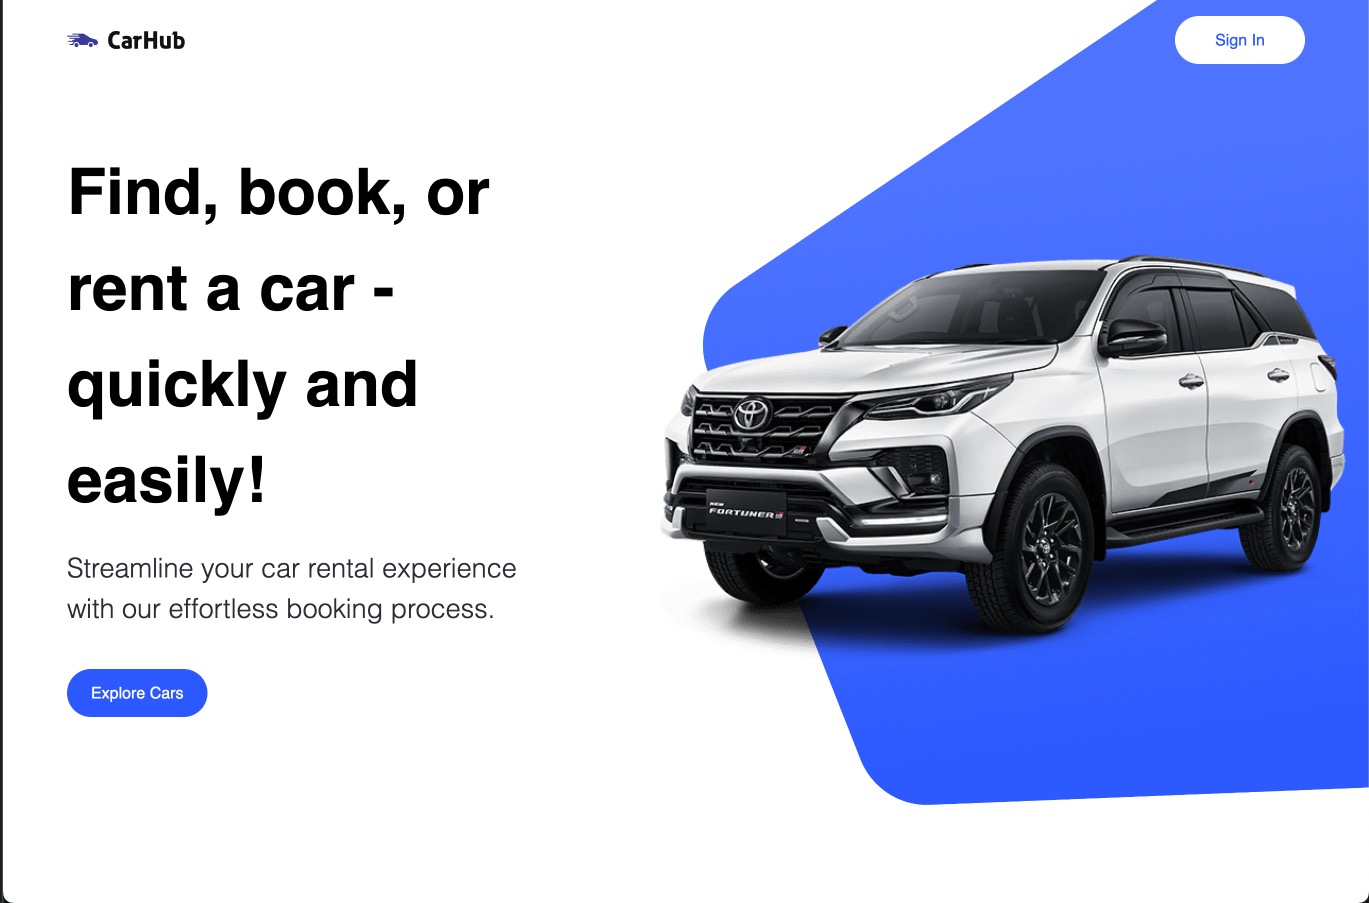 CarHub
Sign In
Find, book, or
rent a car -
quickly and
easily!
Streamline your car rental experience
with our effortless booking process.
Explore Cars
NEW
FORTUNER